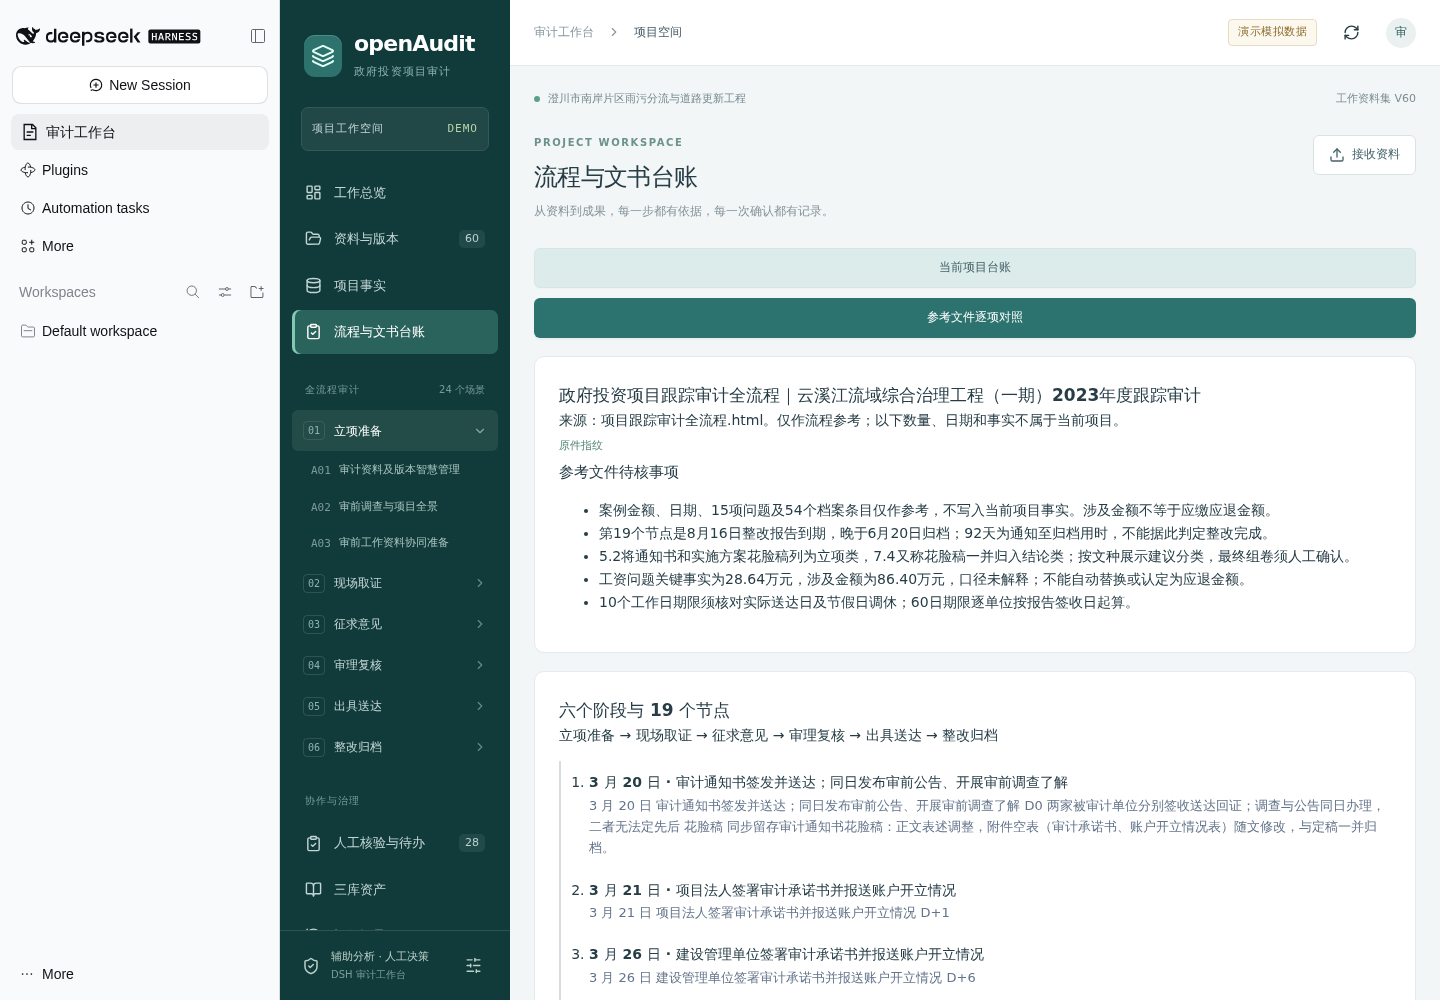 deepseek HARNESS
New Session
审计工作台
Plugins
Automation tasks
More
Workspaces
Default workspace
More
openAudit
政府投资项目审计
项目工作空间 DEMO
工作总览
资料与版本 60
项目事实
流程与文书台账
全流程审计 24 个场景
01 立项准备
A01 审计资料及版本智慧管理
A02 审前调查与项目全景
A03 审前工作资料协同准备
02 现场取证
03 征求意见
04 审理复核
05 出具送达
06 整改归档
协作与治理
人工核验与待办 28
三库资产
辅助分析 · 人工决策
DSH 审计工作台
审计工作台 项目空间
演示模拟数据
审
澄川市南岸片区雨污分流与道路更新工程
工作资料集 V60
PROJECT WORKSPACE
流程与文书台账
从资料到成果，每一步都有依据，每一次确认都有记录。
接收资料
当前项目台账
参考文件逐项对照
政府投资项目跟踪审计全流程｜云溪江流域综合治理工程（一期）2023年度跟踪审计
来源：项目跟踪审计全流程.html。仅作流程参考；以下数量、日期和事实不属于当前项目。
原件指纹
参考文件待核事项
• 案例金额、日期、15项问题及54个档案条目仅作参考，不写入当前项目事实。涉及金额不等于应缴应退金额。
• 第19个节点是8月16日整改报告到期，晚于6月20日归档；92天为通知至归档用时，不能据此判定整改完成。
• 5.2将通知书和实施方案花脸稿列为立项类，7.4又称花脸稿一并归入结论类；按文种展示建议分类，最终组卷须人工确认。
• 工资问题关键事实为28.64万元，涉及金额为86.40万元，口径未解释；不能自动替换或认定为应退金额。
• 10个工作日期限须核对实际送达日及节假日调休；60日期限逐单位按报告签收日起算。
六个阶段与 19 个节点
立项准备 → 现场取证 → 征求意见 → 审理复核 → 出具送达 → 整改归档
1. 3 月 20 日 · 审计通知书签发并送达；同日发布审前公告、开展审前调查了解
3 月 20 日 审计通知书签发并送达；同日发布审前公告、开展审前调查了解 D0 两家被审计单位分别签收送达回证；调查与公告同日办理，
二者无法定先后 花脸稿 同步留存审计通知书花脸稿：正文表述调整，附件空表（审计承诺书、账户开立情况表）随文修改，与定稿一并归
档。
2. 3 月 21 日 · 项目法人签署审计承诺书并报送账户开立情况
3 月 21 日 项目法人签署审计承诺书并报送账户开立情况 D+1
3. 3 月 26 日 · 建设管理单位签署审计承诺书并报送账户开立情况
3 月 26 日 建设管理单位签署审计承诺书并报送账户开立情况 D+6